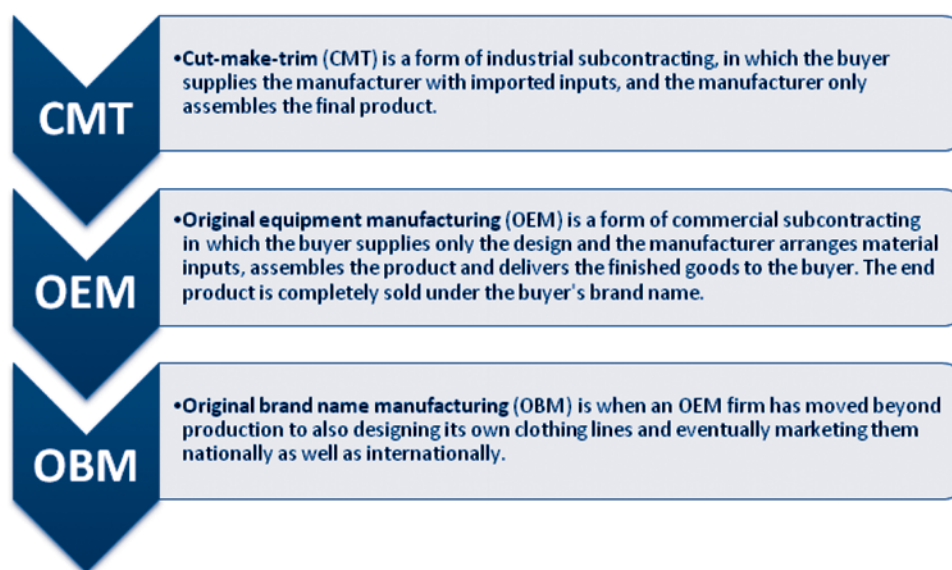 CMT
•Cut-make-trim (CMT) is a form of industrial subcontracting, in which the buyer
supplies the manufacturer with imported inputs, and the manufacturer only
assembles the final product.
OEM
•Original equipment manufacturing (OEM) is a form of commercial subcontracting
in which the buyer supplies only the design and the manufacturer arranges material
inputs, assembles the product and delivers the finished goods to the buyer. The end
product is completely sold under the buyer's brand name.
OBM
•Original brand name manufacturing (OBM) is when an OEM firm has moved beyond
production to also designing its own clothing lines and eventually marketing them
nationally as well as internationally.